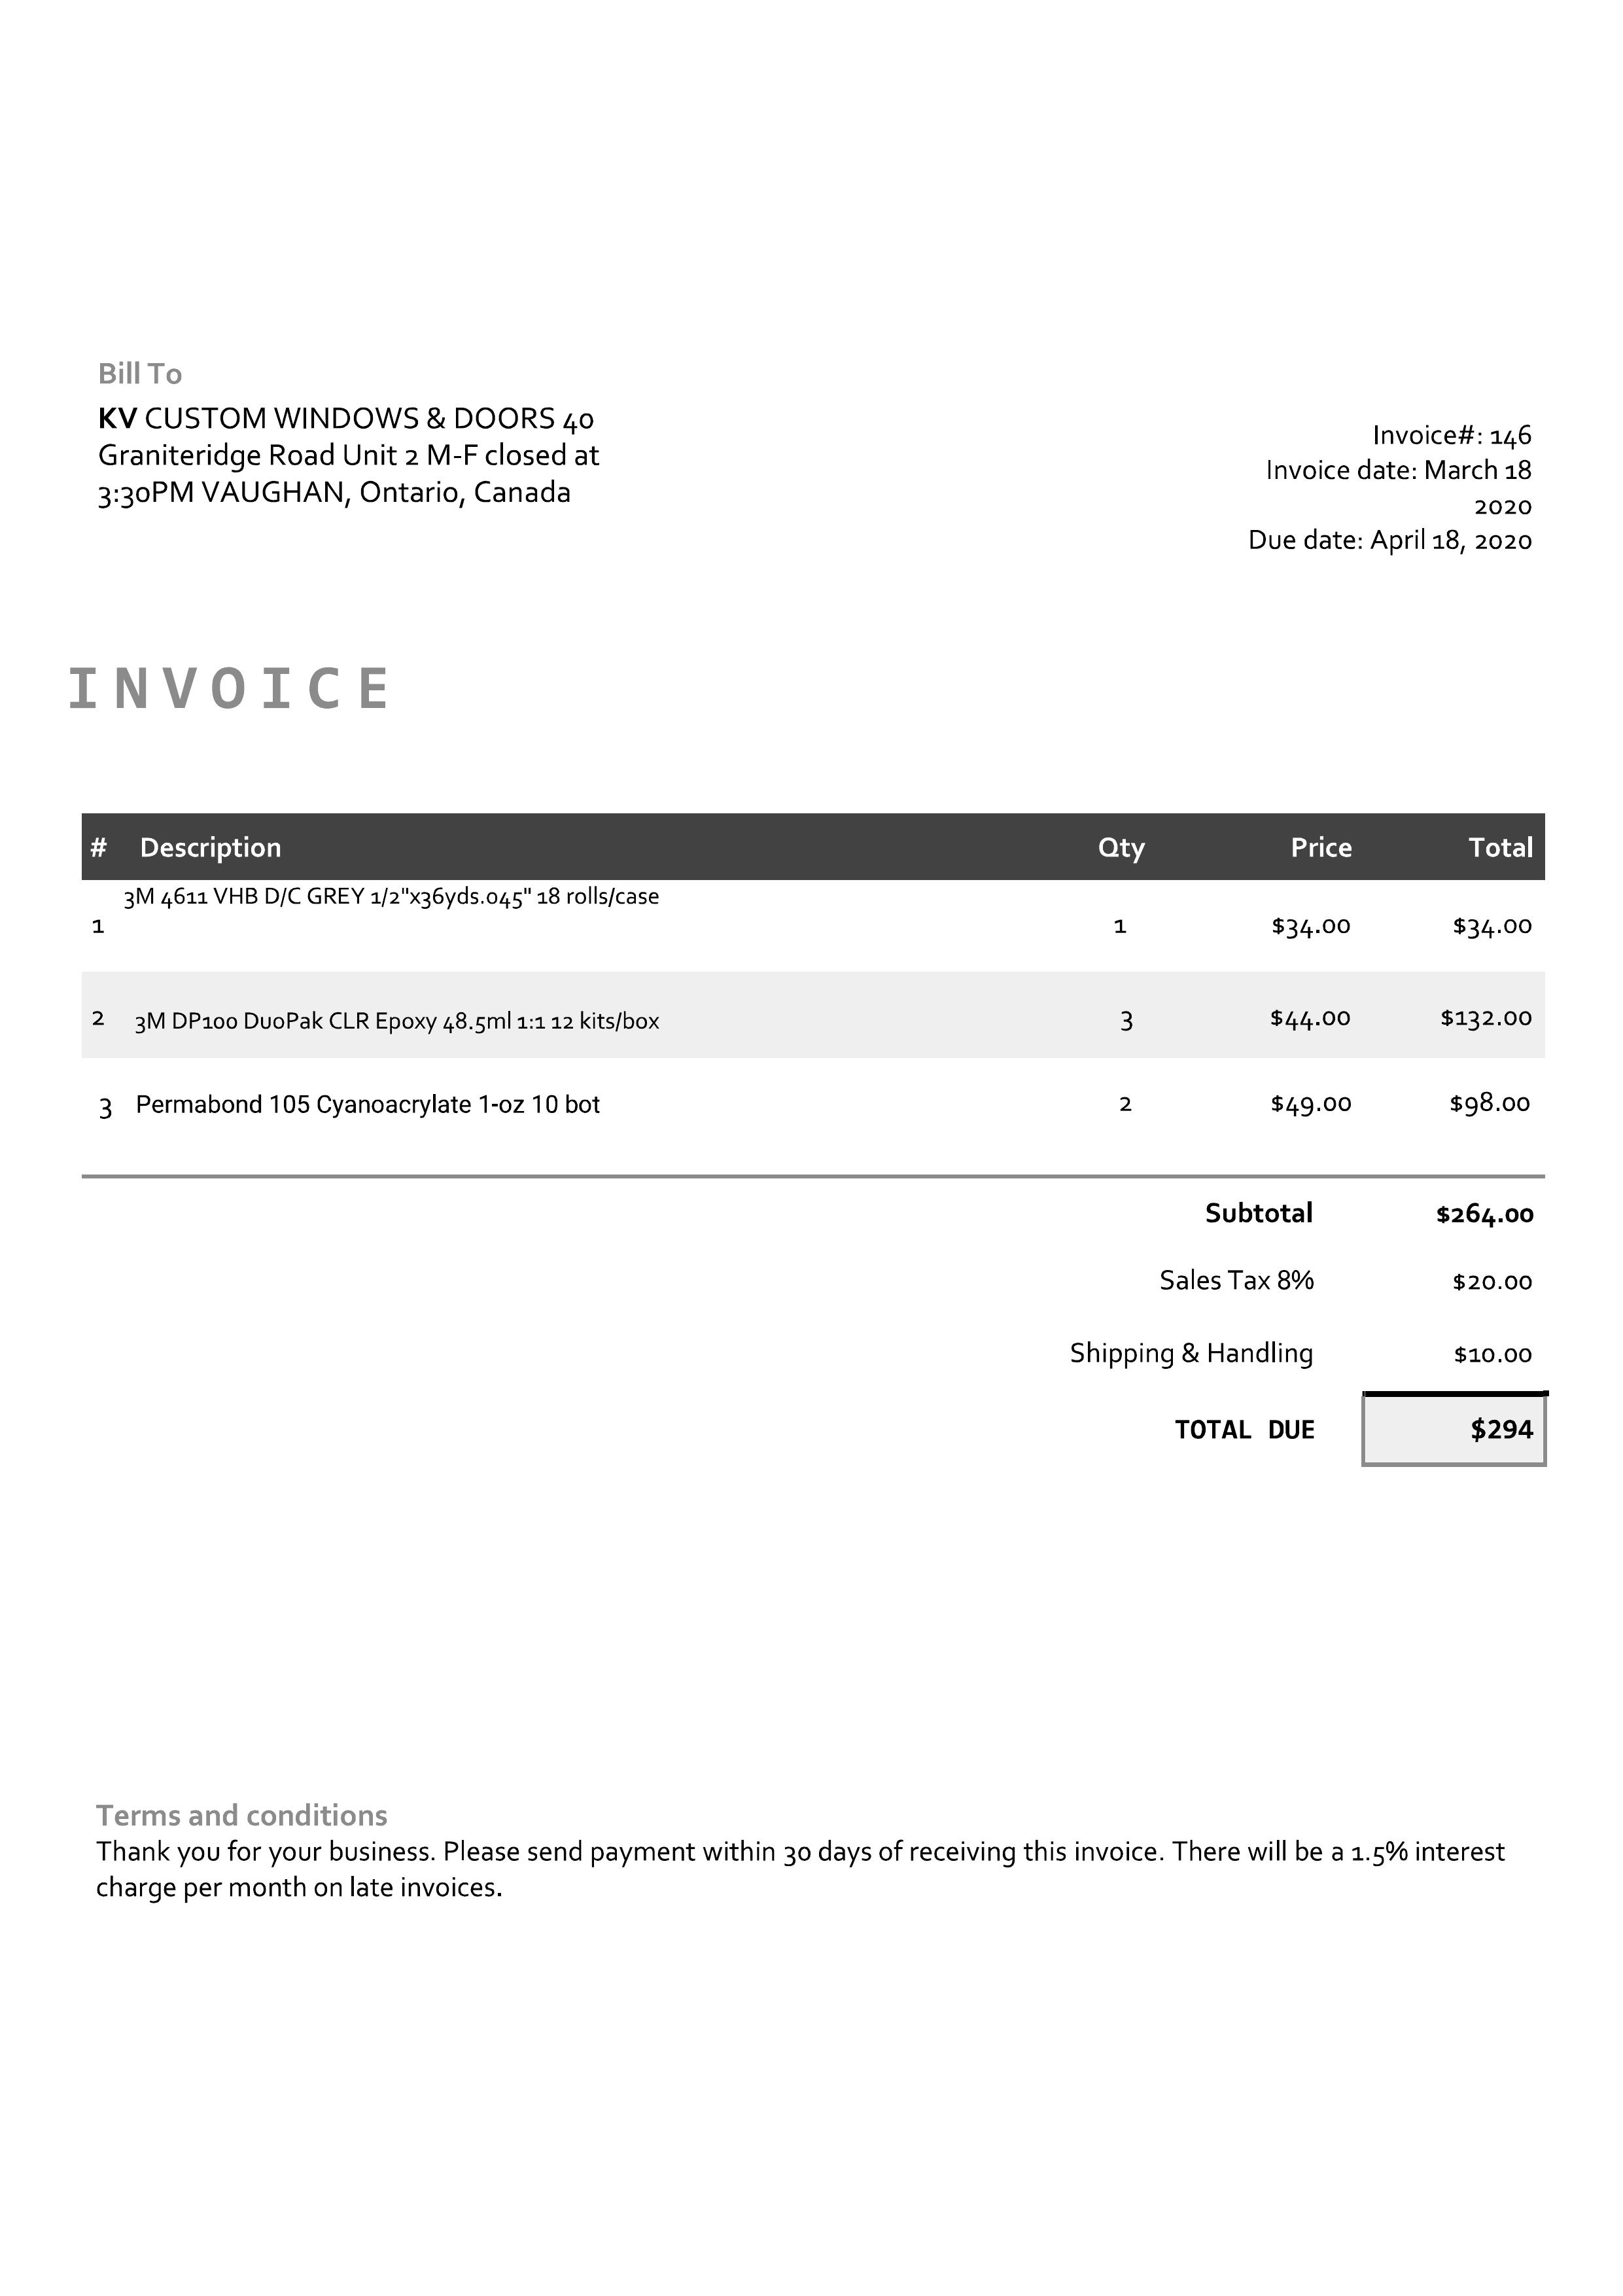 Bill To
KV CUSTOM WINDOWS & DOORS 40
Graniteridge Road Unit 2 M-F closed at
3:30PM VAUGHAN, Ontario, Canada
Invoice#: 146
Invoice date: March 18
2020
Due date: April 18, 2020
INVOICE
# Description Qty Price Total
1 3M 4611 VHB D/C GREY 1/2"x36yds.045" 18 rolls/case 1 $34.00 $34.00
2 3M DP100 DuoPak CLR Epoxy 48.5ml 1:1 12 kits/box 3 $44.00 $132.00
3 Permabond 105 Cyanoacrylate 1-oz 10 bot 2 $49.00 $98.00
Subtotal $264.00
Sales Tax 8% $20.00
Shipping & Handling $10.00
TOTAL DUE $294
Terms and conditions
Thank you for your business. Please send payment within 30 days of receiving this invoice. There will be a 1.5% interest
charge per month on late invoices.